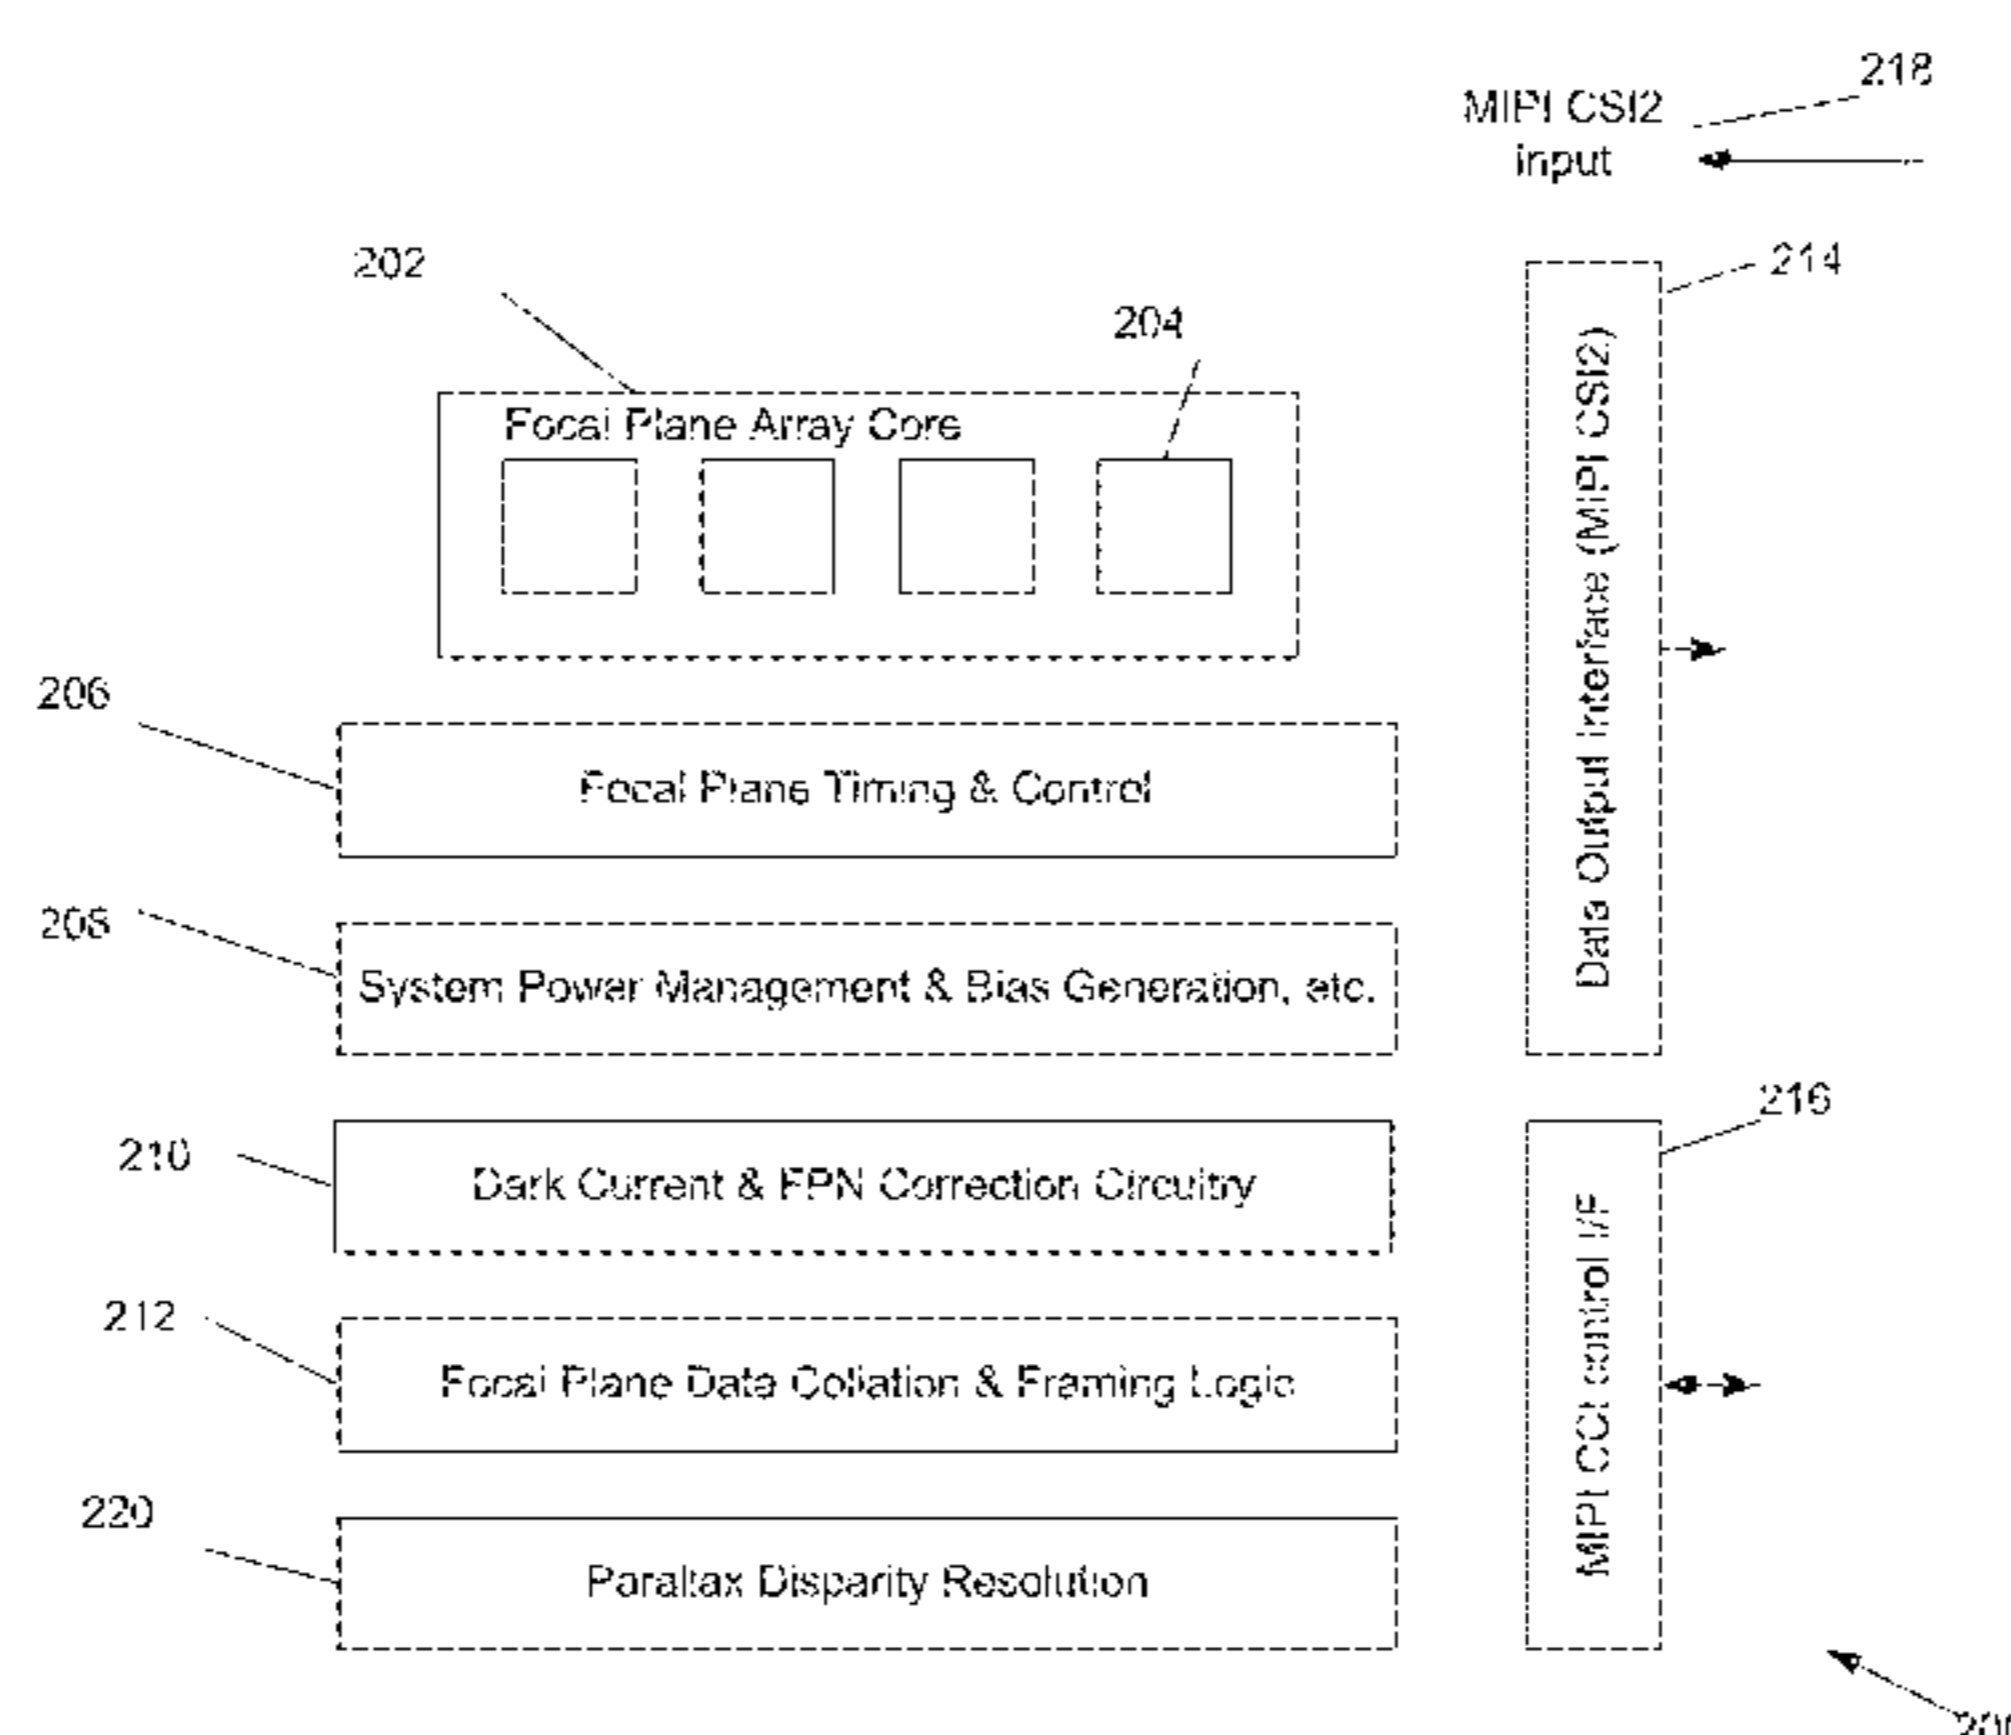 218
MIPI CSI2
input
202
214
204
Focal Plane Array Core
Data Output Interface (MIPI CSI2)
206
Focal Plane Timing & Control
208
System Power Management & Bias Generation, etc.
216
210
Dark Current & FPN Correction Circuitry
MIPI CCI control I/F
212
Focal Plane Data Collation & Framing Logic
220
Parallax Disparity Resolution